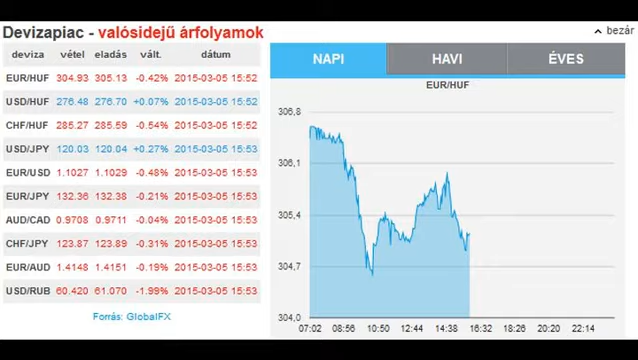 Devizapiac - valósidejű árfolyamok
bezár
deviza vétel eladás vált. dátum
EUR/HUF 304.93 305.13 -0.42% 2015-03-05 15:52
USD/HUF 276.48 276.70 +0.07% 2015-03-05 15:52
CHF/HUF 285.27 285.59 -0.54% 2015-03-05 15:52
USD/JPY 120.03 120.04 +0.27% 2015-03-05 15:53
EUR/USD 1.1027 1.1029 -0.48% 2015-03-05 15:53
EUR/JPY 132.36 132.38 -0.21% 2015-03-05 15:53
AUD/CAD 0.9708 0.9711 -0.04% 2015-03-05 15:53
CHF/JPY 123.87 123.89 -0.31% 2015-03-05 15:53
EUR/AUD 1.4148 1.4151 -0.19% 2015-03-05 15:53
USD/RUB 60.420 61.070 -1.99% 2015-03-05 15:53
Forrás: GlobalFX
NAPI HAVI ÉVES
EUR/HUF
306,8
306,1
305,4
304,7
304,0
07:02 08:56 10:50 12:44 14:38 16:32 18:26 20:20 22:14